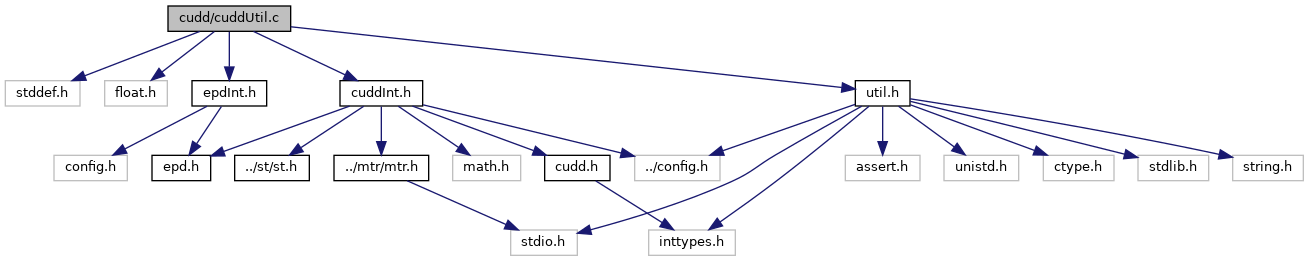 cudd/cuddUtil.c
stddef.h
float.h
epdInt.h
cuddInt.h
util.h
config.h
epd.h
../st/st.h
../mtr/mtr.h
math.h
cudd.h
../config.h
assert.h
unistd.h
ctype.h
stdlib.h
string.h
stdio.h
inttypes.h